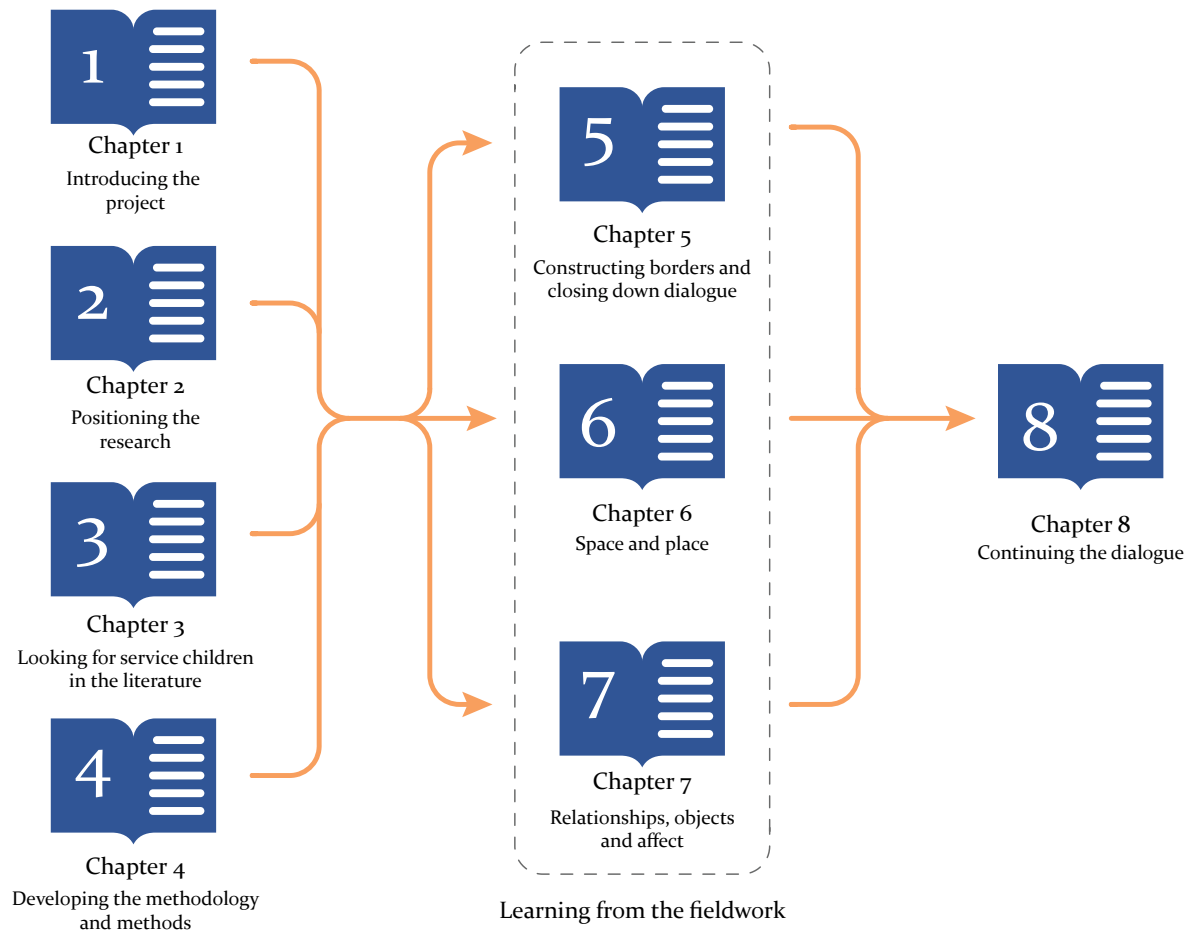 1
Chapter 1
Introducing the
project
2
Chapter 2
Positioning the
research
3
Chapter 3
Looking for service children
in the literature
4
Chapter 4
Developing the methodology
and methods
5
Chapter 5
Constructing borders and
closing down dialogue
6
Chapter 6
Space and place
7
Chapter 7
Relationships, objects
and affect
Learning from the fieldwork
8
Chapter 8
Continuing the dialogue